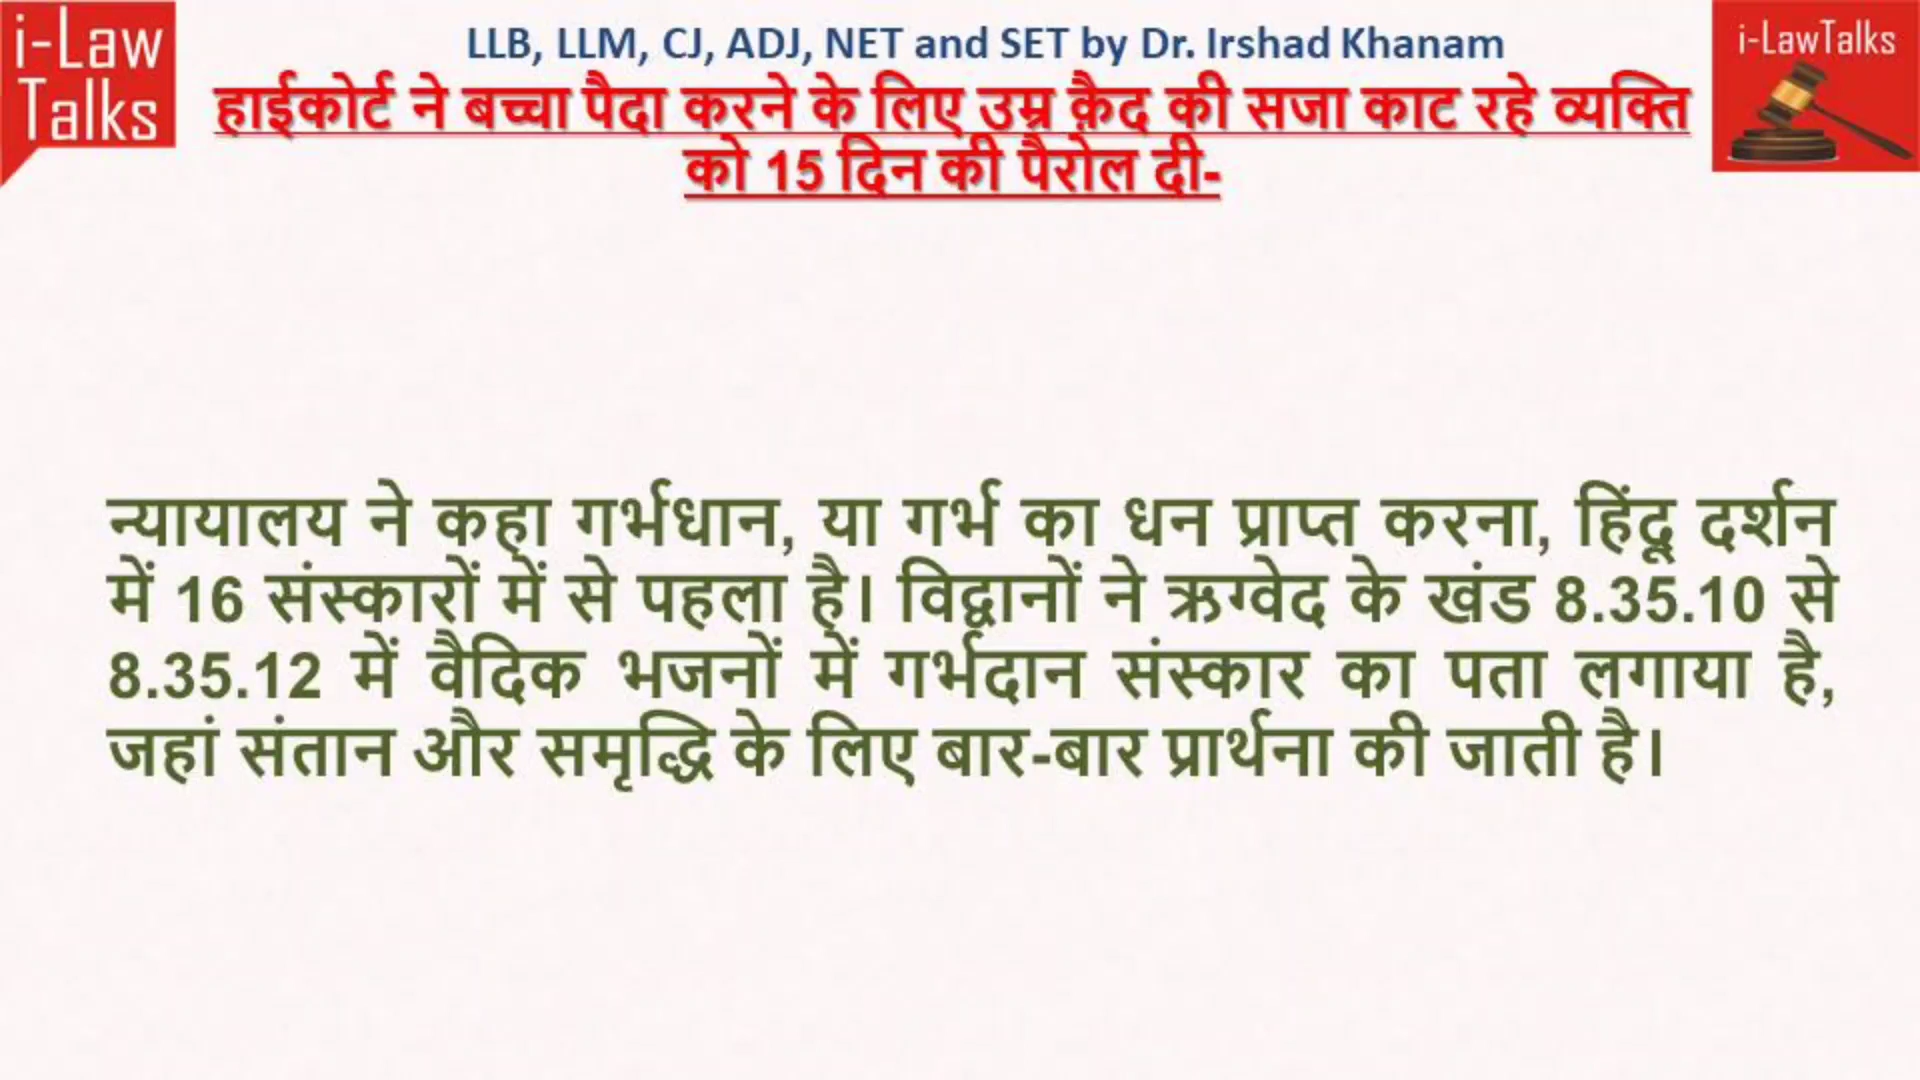 i-Law
Talks
LLB, LLM, CJ, ADJ, NET and SET by Dr. Irshad Khanam
i-LawTalks
हाईकोर्ट ने बच्चा पैदा करने के लिए उम्र क़ैद की सजा काट रहे व्यक्ति
को 15 दिन की पैरोल दी-
न्यायालय ने कहा गर्भधान, या गर्भ का धन प्राप्त करना, हिंदू दर्शन
में 16 संस्कारों में से पहला है। विद्वानों ने ऋग्वेद के खंड 8.35.10 से
8.35.12 में वैदिक भजनों में गर्भदान संस्कार का पता लगाया है,
जहां संतान और समृद्धि के लिए बार-बार प्रार्थना की जाती है।